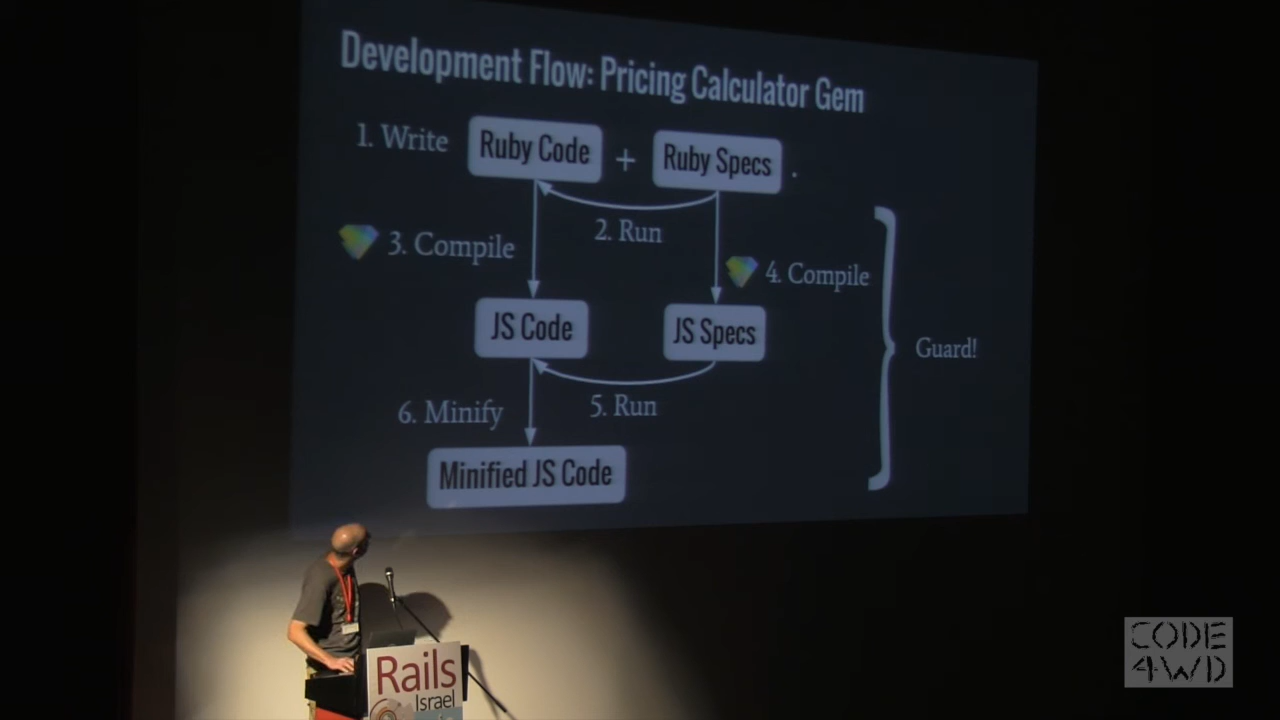 Development Flow: Pricing Calculator Gem
1. Write
Ruby Code
+
Ruby Specs
.
2. Run
3. Compile
4. Compile
JS Code
JS Specs
Guard!
5. Run
6. Minify
Minified JS Code
Rails
Israel
CODE
4WD